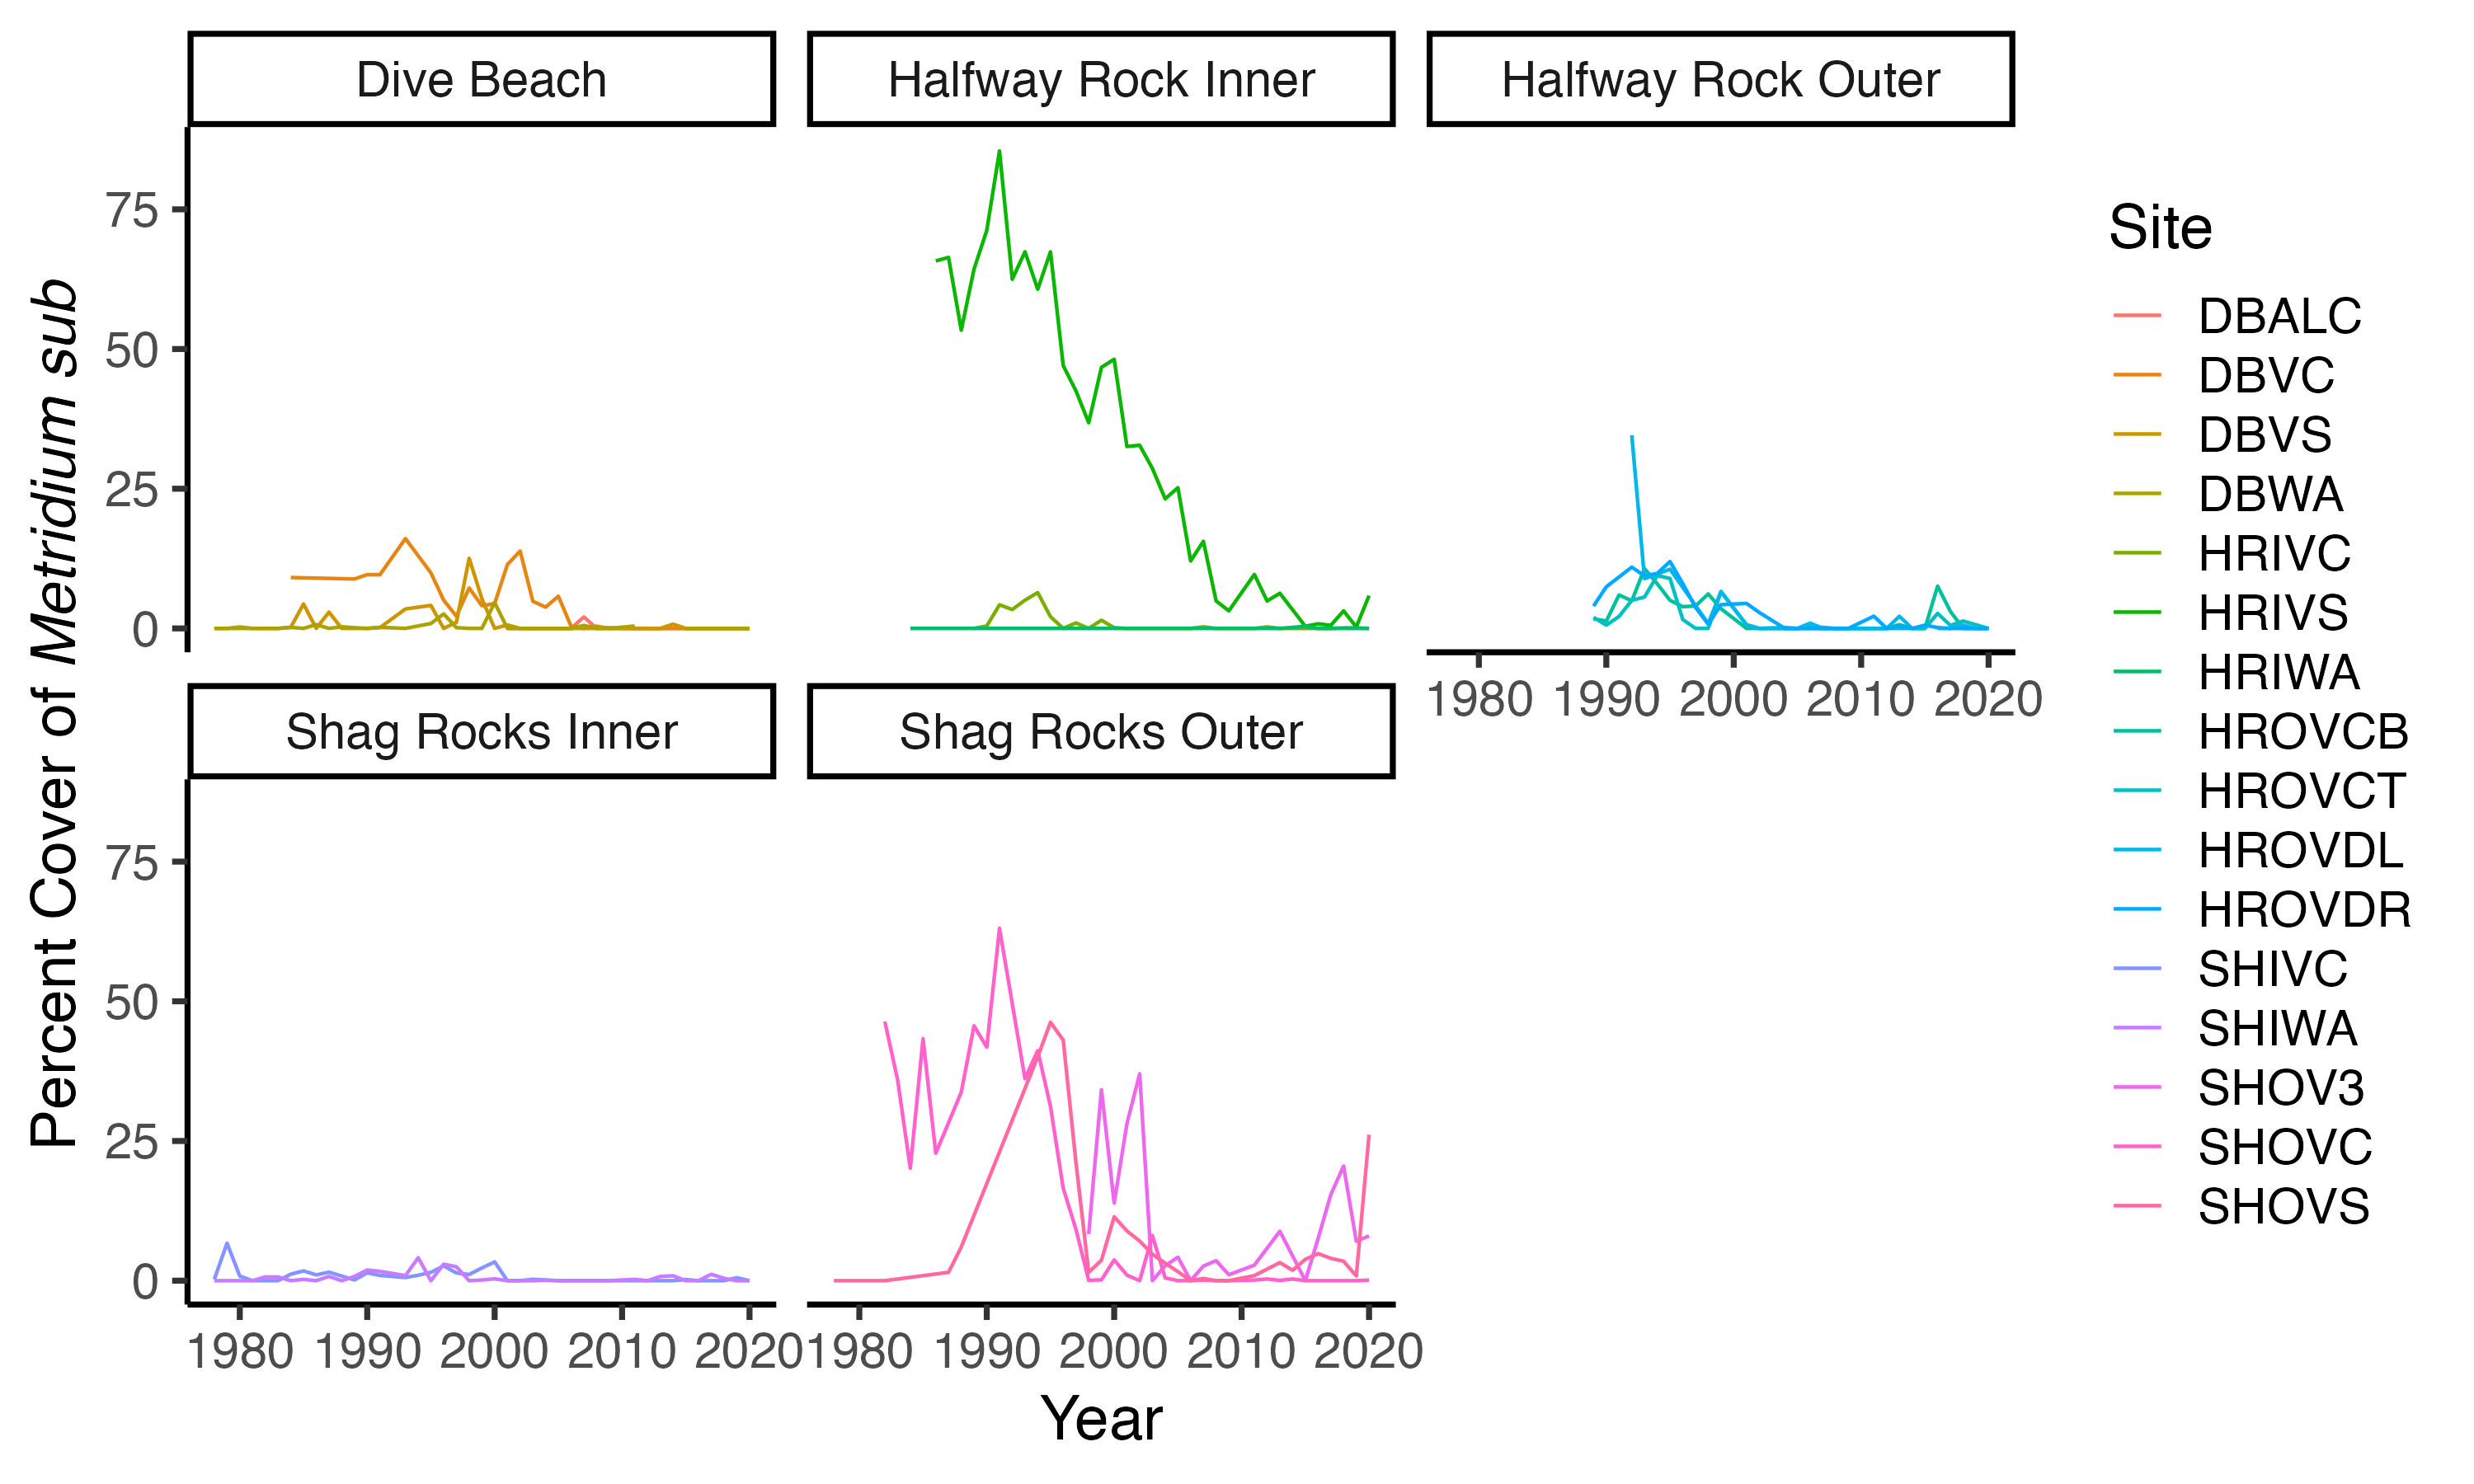 Dive Beach
Halfway Rock Inner
Halfway Rock Outer
75
50
25
0
1980 1990 2000 2010 2020
Shag Rocks Inner
Shag Rocks Outer
75
50
25
0
1980 1990 2000 2010 2020
1980 1990 2000 2010 2020
Year
Percent Cover of Metridium sub
Site
DBALC
DBVC
DBVS
DBWA
HRIVC
HRIVS
HRIWA
HROVCB
HROVCT
HROVDL
HROVDR
SHIVC
SHIWA
SHOV3
SHOVC
SHOVS